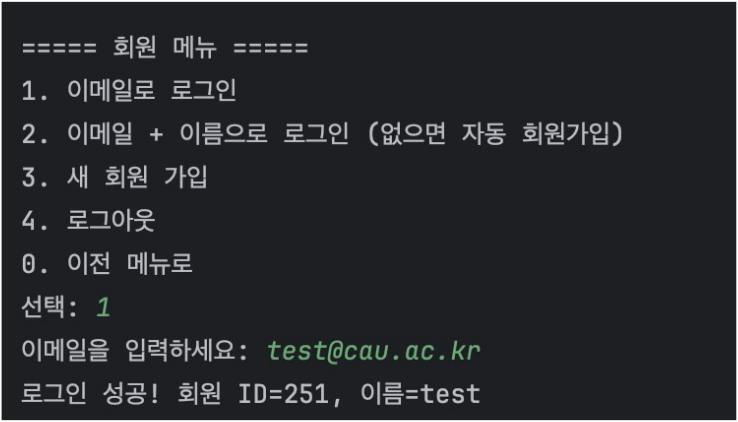 ===== 회원 메뉴 =====
1. 이메일로 로그인
2. 이메일 + 이름으로 로그인 (없으면 자동 회원가입)
3. 새 회원 가입
4. 로그아웃
0. 이전 메뉴로
선택: 1
이메일을 입력하세요: test@cau.ac.kr
로그인 성공! 회원 ID=251, 이름=test